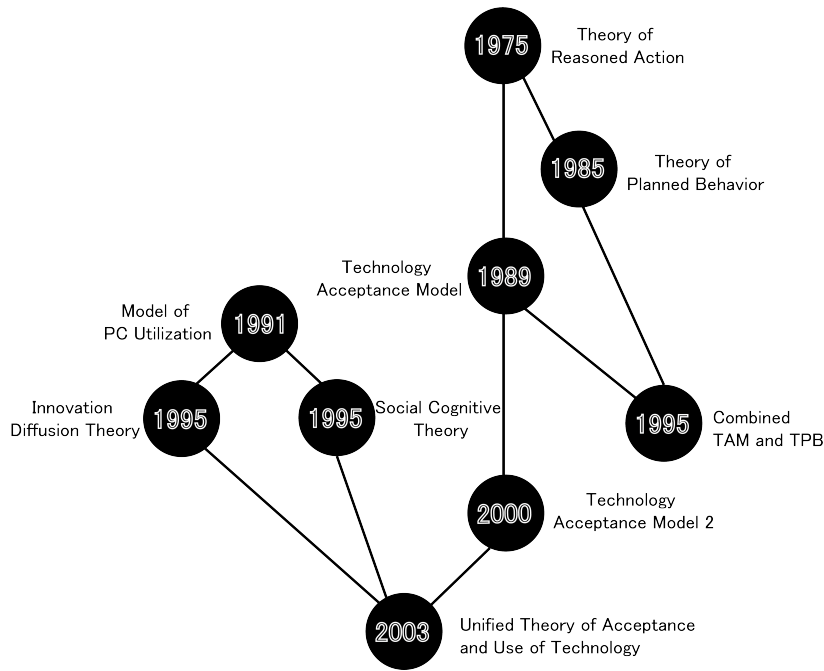 1975
Theory of
Reasoned Action
1985
Theory of
Planned Behavior
Technology
Acceptance Model
1989
Model of
PC Utilization
1991
Innovation
Diffusion Theory
1995
1995
Social Cognitive
Theory
1995
Combined
TAM and TPB
2000
Technology
Acceptance Model 2
2003
Unified Theory of Acceptance
and Use of Technology